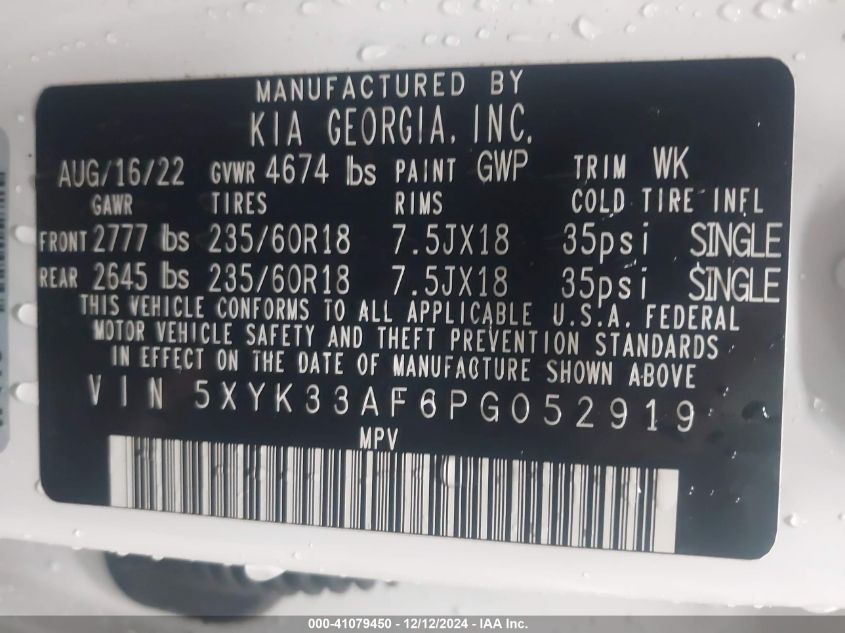 MANUFACTURED BY
KIA GEORGIA, INC.
AUG/16/22 GVWR 4674 lbs PAINT GWP TRIM WK
GAWR TIRES RIMS COLD TIRE INFL
FRONT 2777 lbs 235/60R18 7.5JX18 35psi SINGLE
REAR 2645 lbs 235/60R18 7.5JX18 35psi SINGLE
THIS VEHICLE CONFORMS TO ALL APPLICABLE U.S.A. FEDERAL
MOTOR VEHICLE SAFETY AND THEFT PREVENTION STANDARDS
IN EFFECT ON THE DATE OF MANUFACTURE SHOWN ABOVE
VIN 5XYK33AF6PG052919
MPV
000-41079450 - 12/12/2024 - IAA Inc.